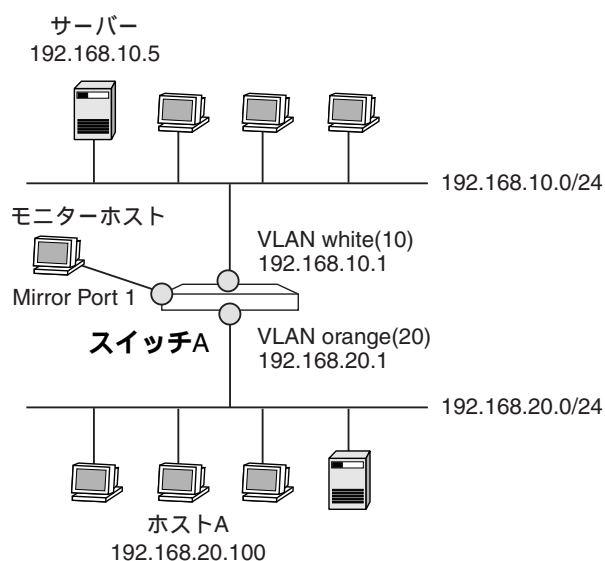 サーバー
192.168.10.5
192.168.10.0/24
モニターホスト
VLAN white(10)
192.168.10.1
Mirror Port 1
スイッチA
VLAN orange(20)
192.168.20.1
192.168.20.0/24
ホストA
192.168.20.100